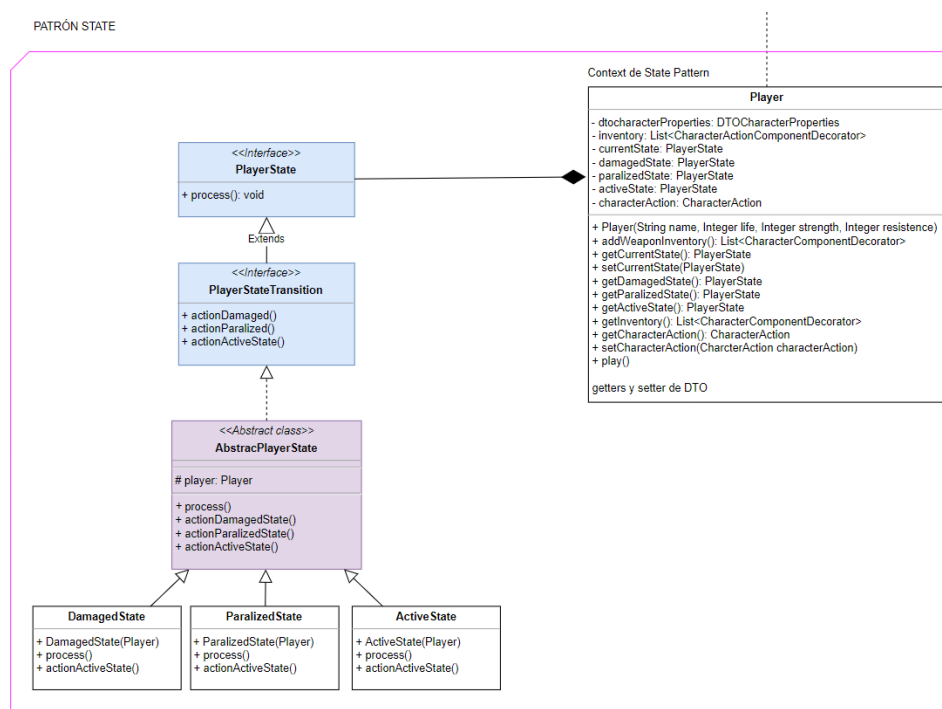 PATRÓN STATE
Context de State Pattern
Player
- dtocharacterProperties: DTOCharacterProperties
- inventory: List<CharacterActionComponentDecorator>
- currentState: PlayerState
- damagedState: PlayerState
- paralizedState: PlayerState
- activeState: PlayerState
- characterAction: CharacterAction
+ Player(String name, Integer life, Integer strength, Integer resistence)
+ addWeaponInventory(): List<CharacterComponentDecorator>
+ getCurrentState(): PlayerState
+ setCurrentState(PlayerState)
+ getDamagedState(): PlayerState
+ getParalizedState(): PlayerState
+ getActiveState(): PlayerState
+ getInventory(): List<CharacterComponentDecorator>
+ getCharacterAction(): CharacterAction
+ setCharacterAction(CharcterAction characterAction)
+ play()
getters y setter de DTO
<<Interface>>
PlayerState
+ process(): void
Extends
<<Interface>>
PlayerStateTransition
+ actionDamaged()
+ actionParalized()
+ actionActiveState()
<<Abstract class>>
AbstracPlayerState
# player: Player
+ process()
+ actionDamagedState()
+ actionParalizedState()
+ actionActiveState()
DamagedState
+ DamagedState(Player)
+ process()
+ actionActiveState()
ParalizedState
+ ParalizedState(Player)
+ process()
+ actionActiveState()
ActiveState
+ ActiveState(Player)
+ process()
+ actionActiveState()